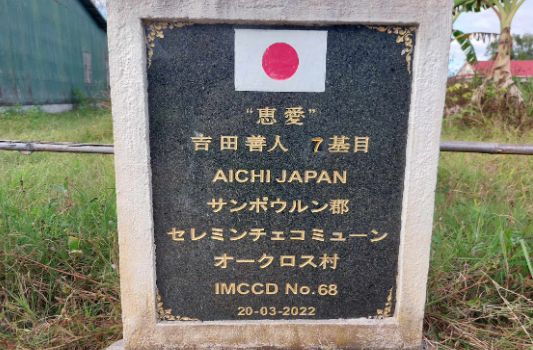 “恵愛”
吉田善人 7基目
AICHI JAPAN
サンボウルン郡
セレミンチェコミューン
オークロス村
IMCCD No.68
20-03-2022